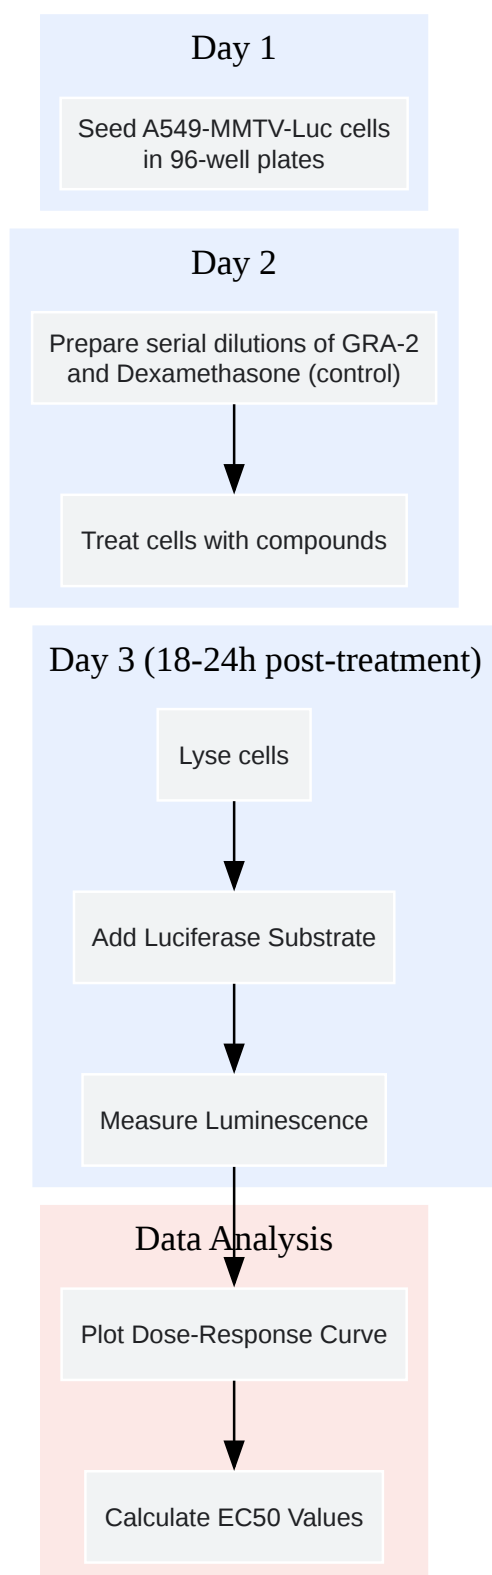 Day 1
Seed A549-MMTV-Luc cells
in 96-well plates
Day 2
Prepare serial dilutions of GRA-2
and Dexamethasone (control)
Treat cells with compounds
Day 3 (18-24h post-treatment)
Lyse cells
Add Luciferase Substrate
Measure Luminescence
Data Analysis
Plot Dose-Response Curve
Calculate EC50 Values